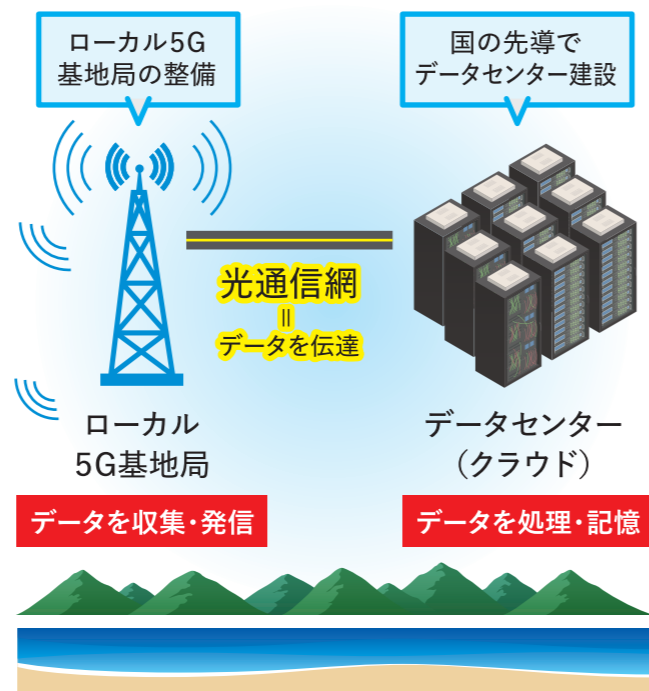 ローカル5G
基地局の整備
国の先導で
データセンター建設
光通信網
＝
データを伝達
ローカル
5G基地局
データセンター
（クラウド）
データを収集・発信
データを処理・記憶